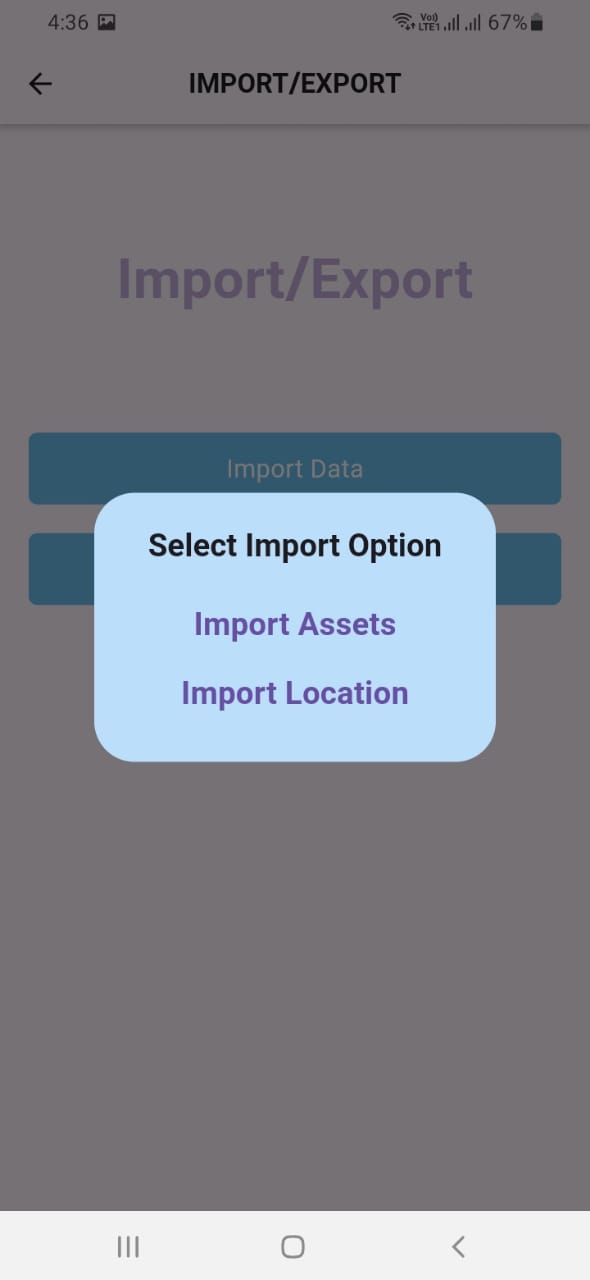 4:36 Vo)) LTE1 67%
IMPORT/EXPORT
Import/Export
Import Data
Select Import Option
Import Assets
Import Location